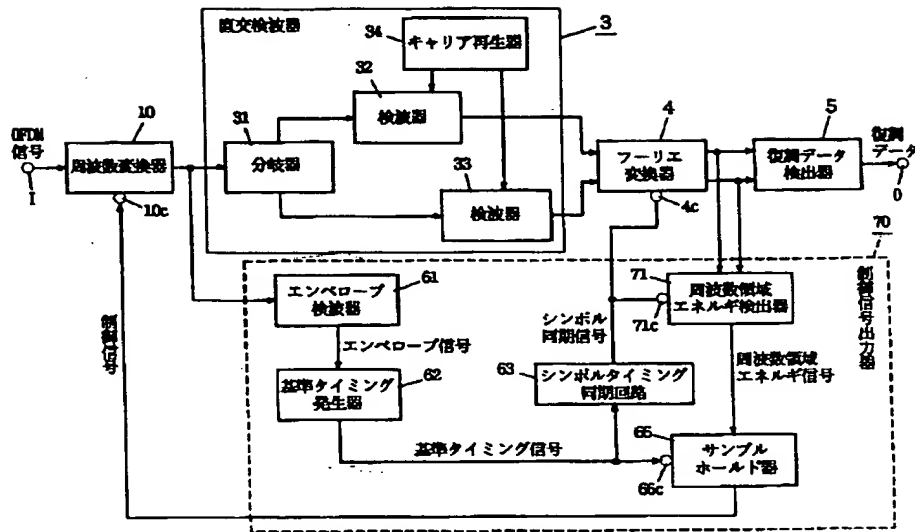 直交検波器
34
キャリア再生器
3
32
検波器
10
31
4
5
OFDM
信号
周波数変換器
分岐器
フーリエ
変換器
復調データ
検出器
復調
データ
I
33
O
10c
検波器
4c
70
61
エンベロープ
検波器
71
周波数領域
エネルギ検出器
71c
制御信号出力器
制御信号
シンボル
同期信号
エンベロープ信号
62
63
周波数領域
エネルギ信号
基準タイミング
発生器
シンボルタイミング
同期回路
65
基準タイミング信号
サンプル
ホールド器
66c